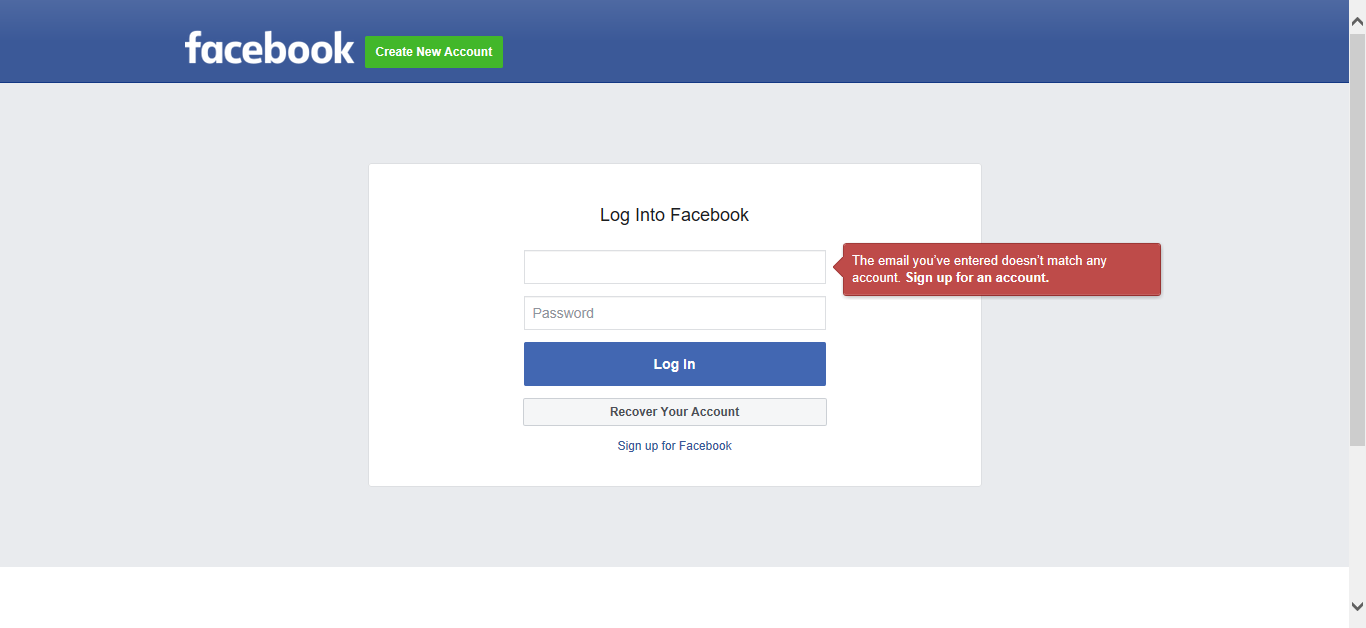 facebook
Create New Account
Log Into Facebook
The email you’ve entered doesn’t match any
account. Sign up for an account.
Password
Log In
Recover Your Account
Sign up for Facebook